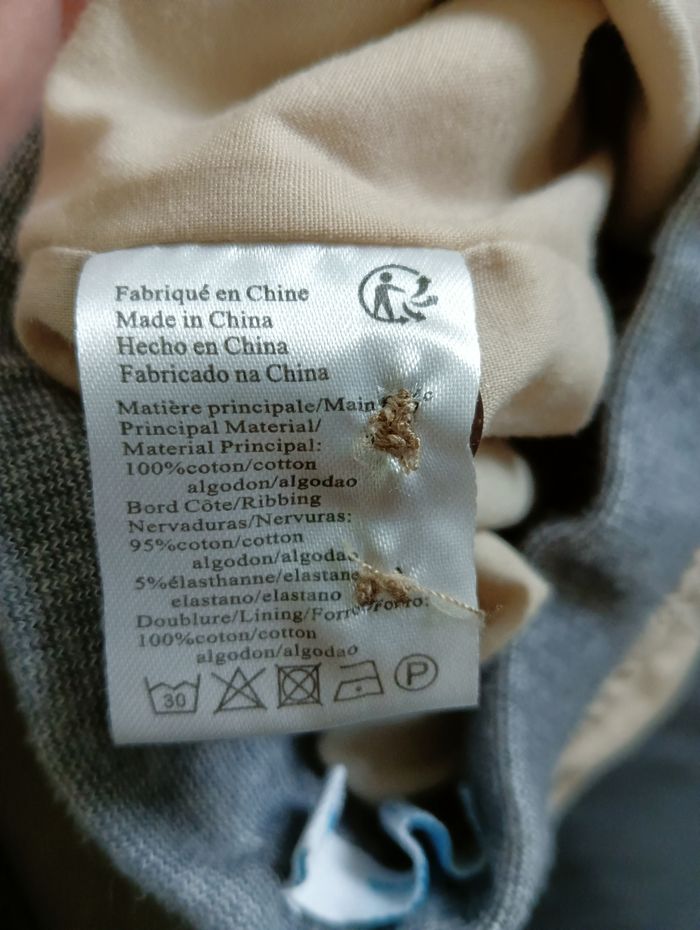 Fabriqué en Chine
Made in China
Hecho en China
Fabricado na China
Matière principale/Main
Principal Material/
Material Principal:
100%coton/cotton
algodon/algodao
Bord Côte/Ribbing
Nervaduras/Nervuras:
95%coton/cotton
algodon/algodao
5%élasthanne/elastane
elastano/elastano
Doublure/Lining/Forro/Forro:
100%coton/cotton
algodon/algodao
30 P